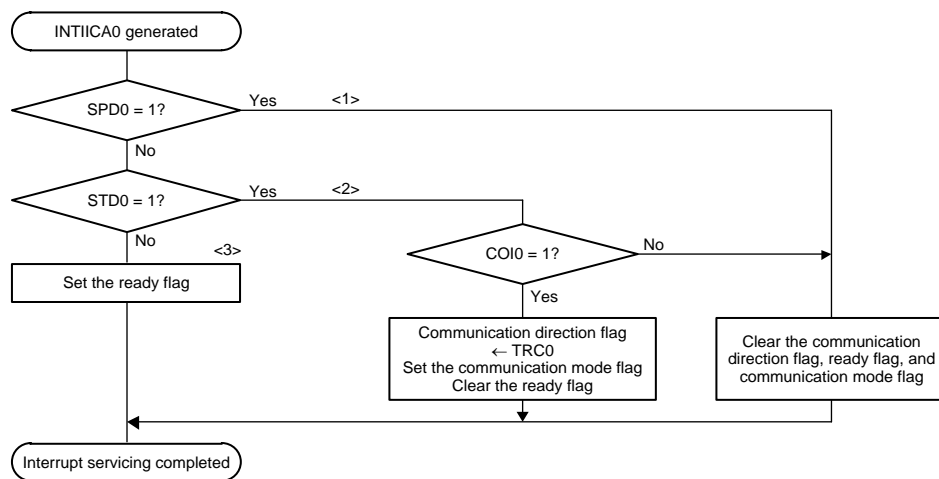 INTIICA0 generated
SPD0 = 1?
Yes
<1>
No
STD0 = 1?
Yes
<2>
No
<3>
COI0 = 1?
No
Set the ready flag
Yes
Communication direction flag
← TRC0
Set the communication mode flag
Clear the ready flag
Clear the communication
direction flag, ready flag, and
communication mode flag
Interrupt servicing completed